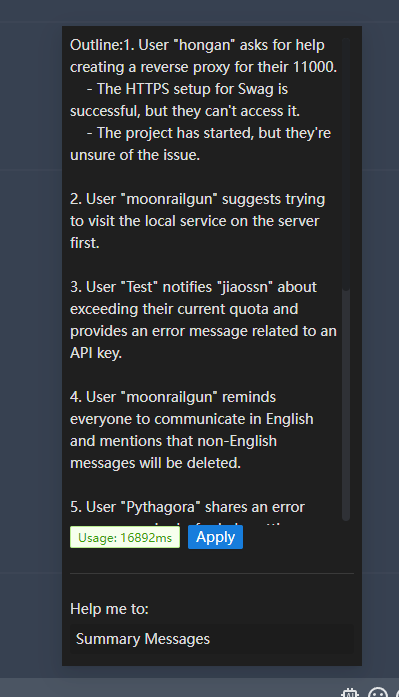 Outline:1. User "hongan" asks for help
creating a reverse proxy for their 11000.
- The HTTPS setup for Swag is
successful, but they can't access it.
- The project has started, but they're
unsure of the issue.
2. User "moonrailgun" suggests trying
to visit the local service on the server
first.
3. User "Test" notifies "jiaossn" about
exceeding their current quota and
provides an error message related to an
API key.
4. User "moonrailgun" reminds
everyone to communicate in English
and mentions that non-English
messages will be deleted.
5. User "Pythagora" shares an error
Usage: 16892ms
Apply
Help me to:
Summary Messages